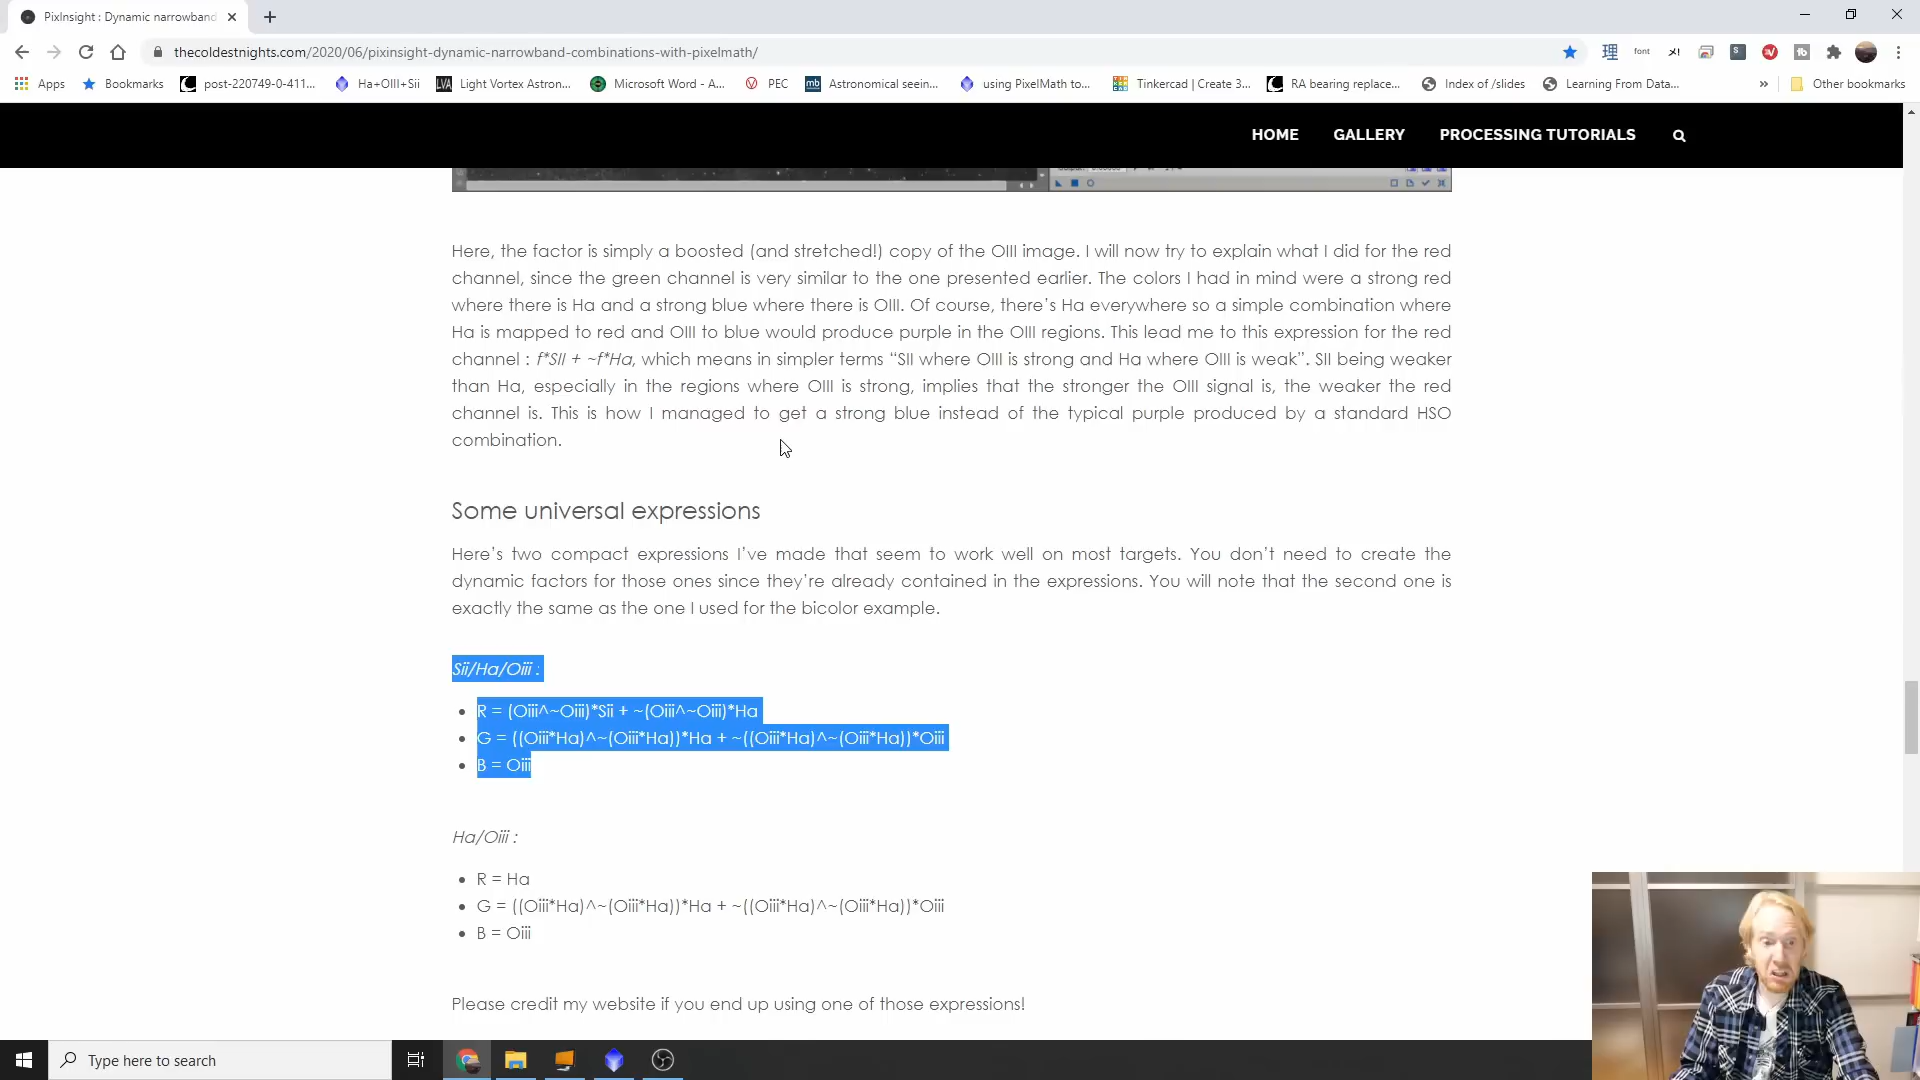 PixInsight : Dynamic narrowband
thecoldestnights.com/2020/06/pixinsight-dynamic-narrowband-combinations-with-pixelmath/
Apps Bookmarks post-220749-0-411... Ha+OIII+Sii Light Vortex Astron... Microsoft Word - A... PEC Astronomical seein... using PixelMath to... Tinkercad | Create 3... RA bearing replace... Index of /slides Learning From Data... » Other bookmarks
HOME GALLERY PROCESSING TUTORIALS
Here, the factor is simply a boosted (and stretched!) copy of the OIII image. I will now try to explain what I did for the red
channel, since the green channel is very similar to the one presented earlier. The colors I had in mind were a strong red
where there is Ha and a strong blue where there is OIII. Of course, there's Ha everywhere so a simple combination where
Ha is mapped to red and OIII to blue would produce purple in the OIII regions. This lead me to this expression for the red
channel : f*SII + ~f*Ha, which means in simpler terms “SII where OIII is strong and Ha where OIII is weak”. SII being weaker
than Ha, especially in the regions where OIII is strong, implies that the stronger the OIII signal is, the weaker the red
channel is. This is how I managed to get a strong blue instead of the typical purple produced by a standard HSO
combination.
Some universal expressions
Here's two compact expressions I've made that seem to work well on most targets. You don't need to create the
dynamic factors for those ones since they're already contained in the expressions. You will note that the second one is
exactly the same as the one I used for the bicolor example.
Sii/Ha/Oiii :
• R = (Oiii^~Oiii)*Sii + ~(Oiii^~Oiii)*Ha
• G = ((Oiii*Ha)^~(Oiii*Ha))*Ha + ~((Oiii*Ha)^~(Oiii*Ha))*Oiii
• B = Oiii
Ha/Oiii :
• R = Ha
• G = ((Oiii*Ha)^~(Oiii*Ha))*Ha + ~((Oiii*Ha)^~(Oiii*Ha))*Oiii
• B = Oiii
Please credit my website if you end up using one of those expressions!
Type here to search